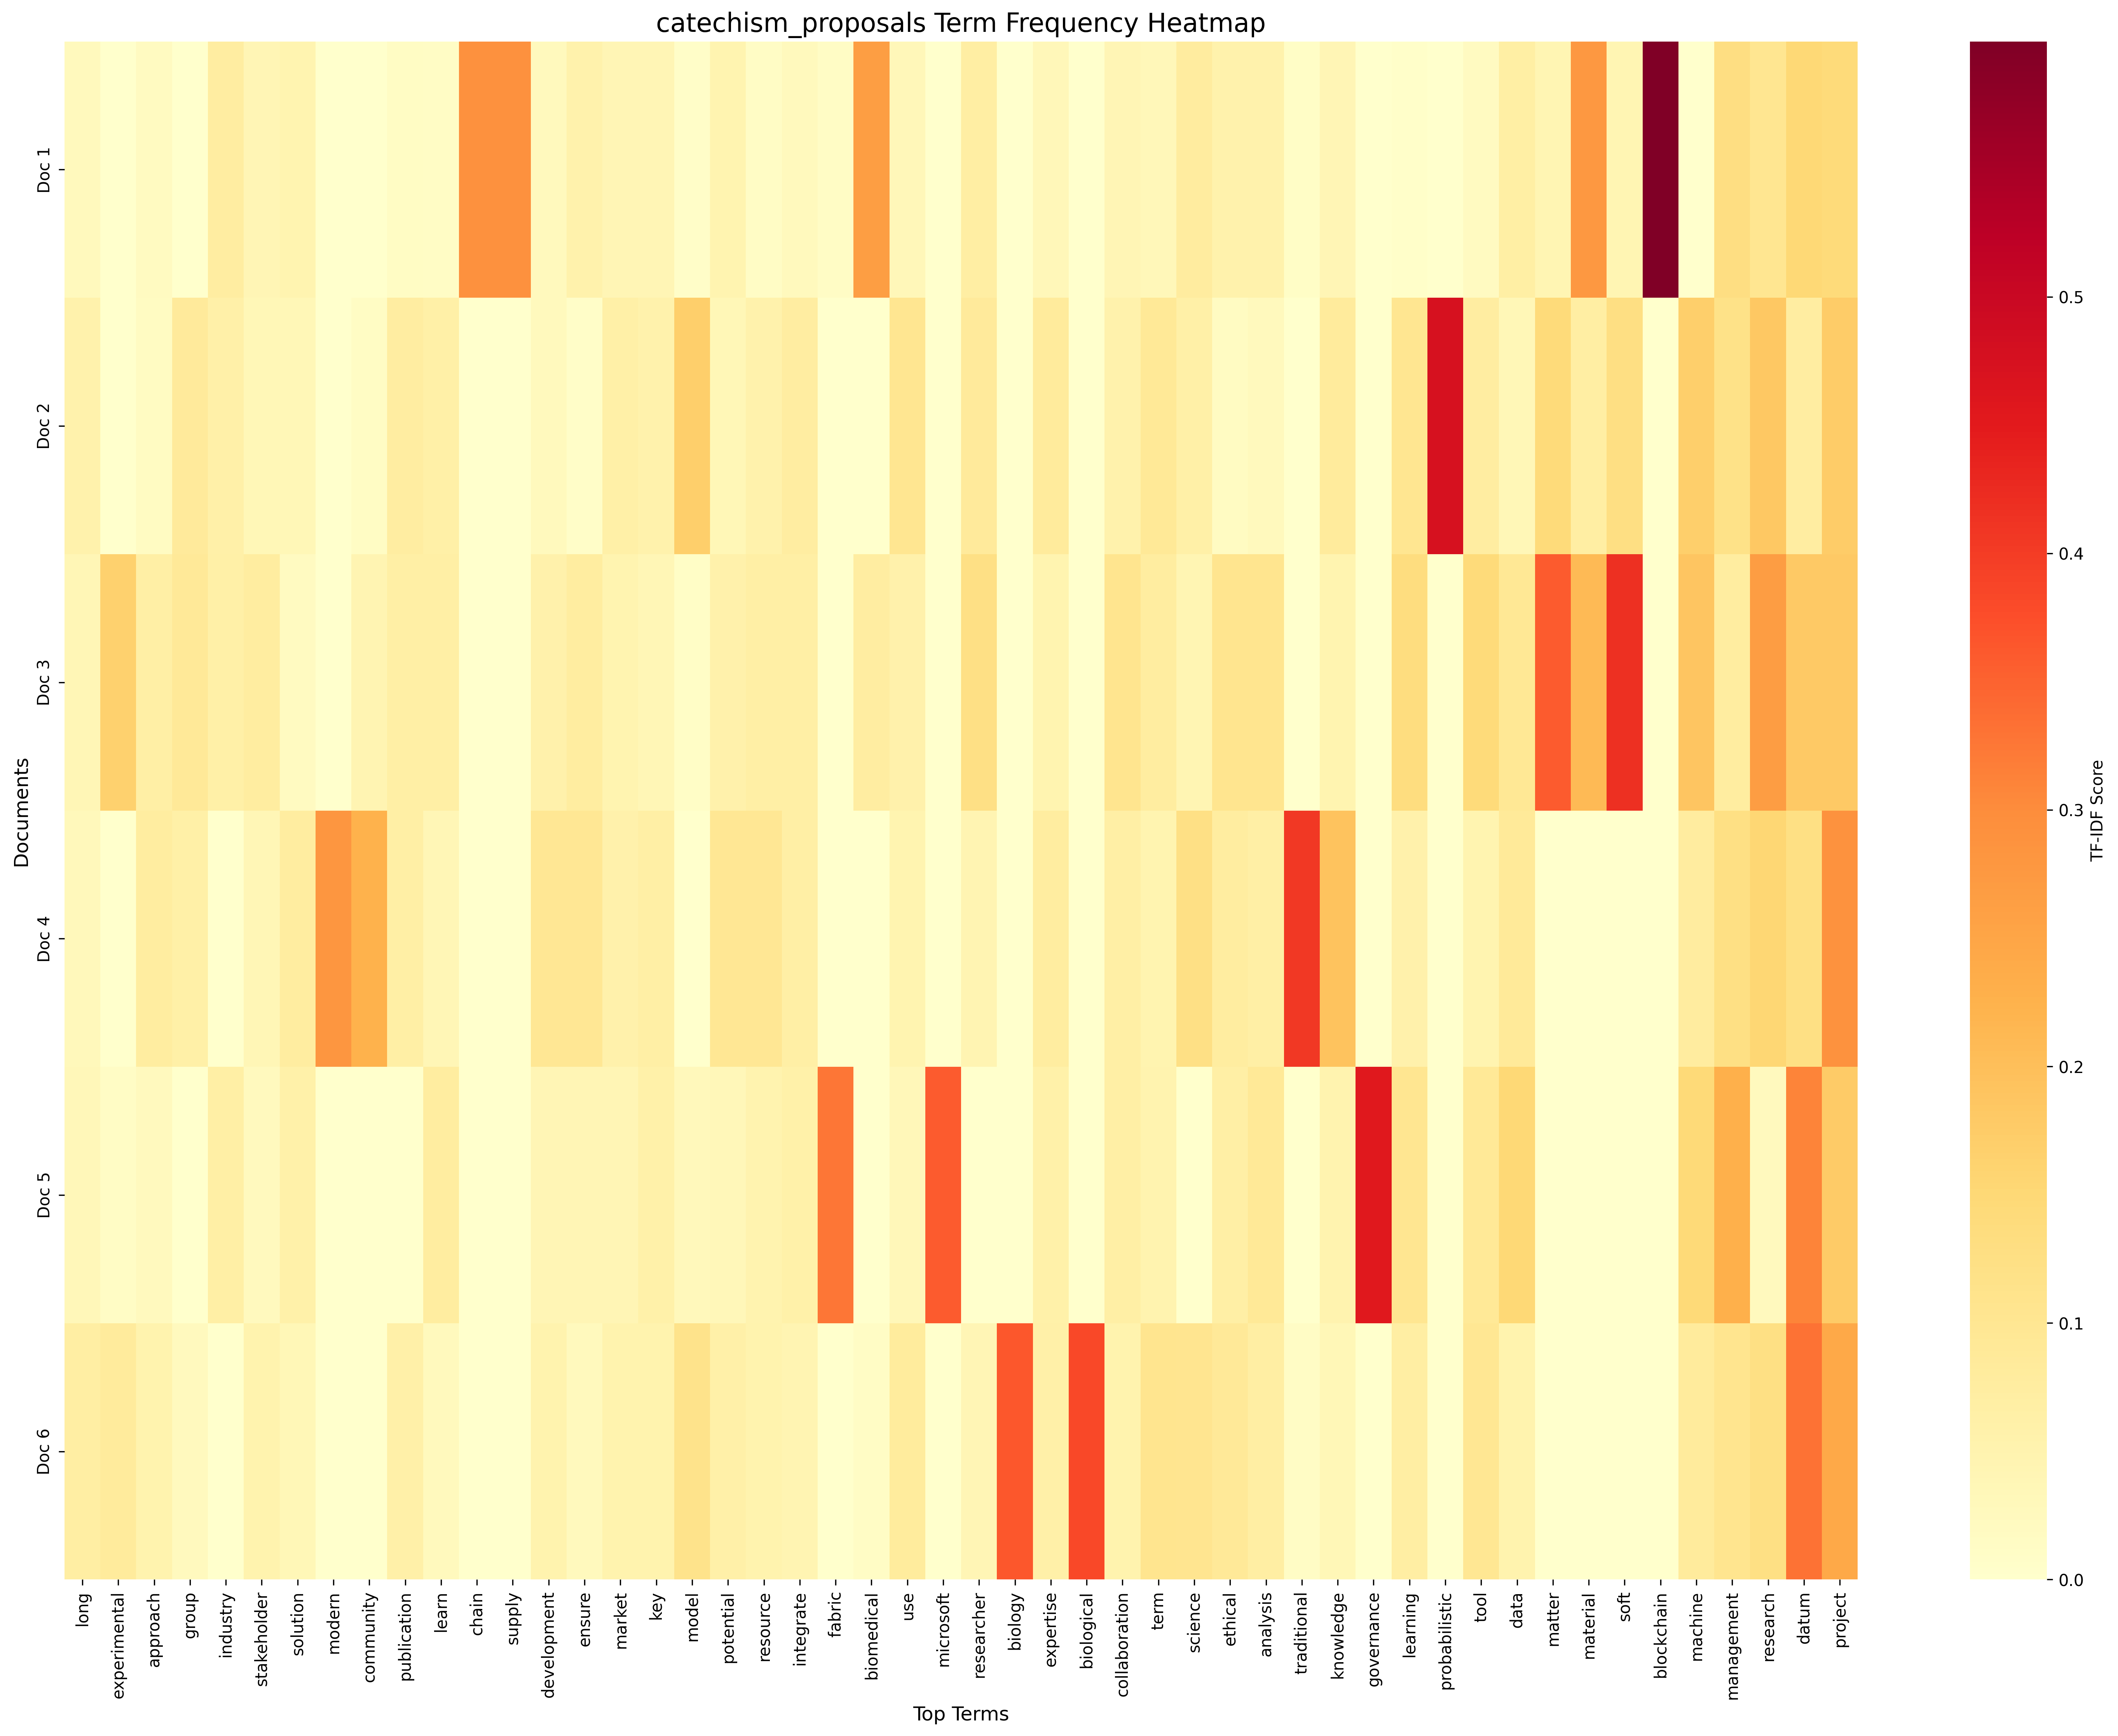 catechism_proposals Term Frequency Heatmap
Documents
Doc 1
Doc 2
Doc 3
Doc 4
Doc 5
Doc 6
long
experimental
approach
group
industry
stakeholder
solution
modern
community
publication
learn
chain
supply
development
ensure
market
key
model
potential
resource
integrate
fabric
biomedical
use
microsoft
researcher
biology
expertise
biological
collaboration
term
science
ethical
analysis
traditional
knowledge
governance
learning
probabilistic
tool
data
matter
material
soft
blockchain
machine
management
research
datum
project
Top Terms
0.5
0.4
0.3
0.2
0.1
0.0
TF-IDF Score